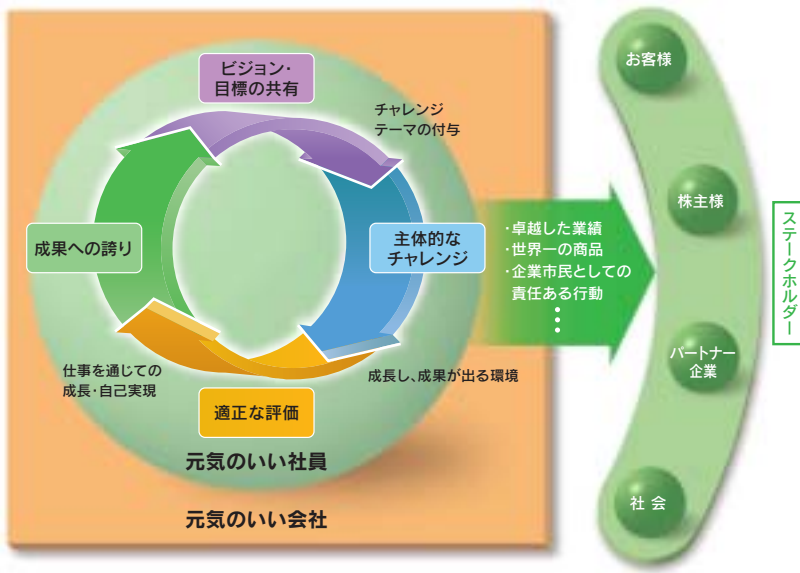 ビジョン・
目標の共有
チャレンジ
テーマの付与
主体的な
チャレンジ
成長し、成果が出る環境
適正な評価
仕事を通じての
成長・自己実現
成果への誇り
元気のいい社員
元気のいい会社
・卓越した業績
・世界一の商品
・企業市民としての
責任ある行動
お客様
株主様
パートナー
企業
社 会
ステークホルダー